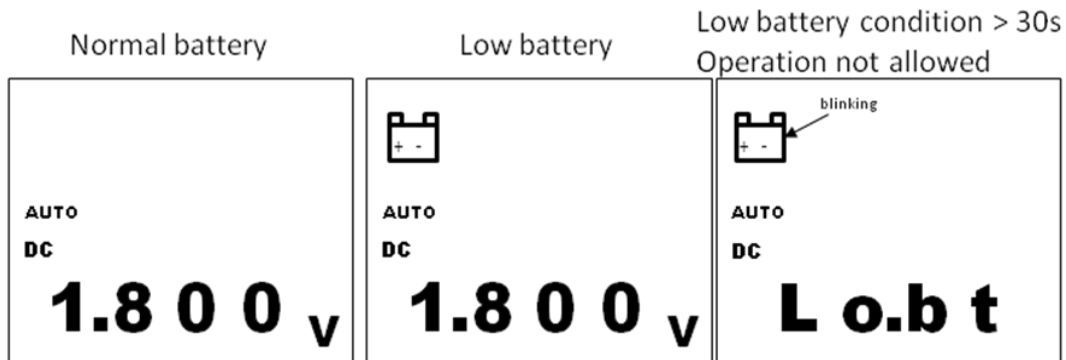 Normal battery
Low battery
Low battery condition > 30s
Operation not allowed
AUTO
DC
1.8 0 0 V
+ -
AUTO
DC
1.8 0 0 V
blinking
+ -
AUTO
DC
L o.b t